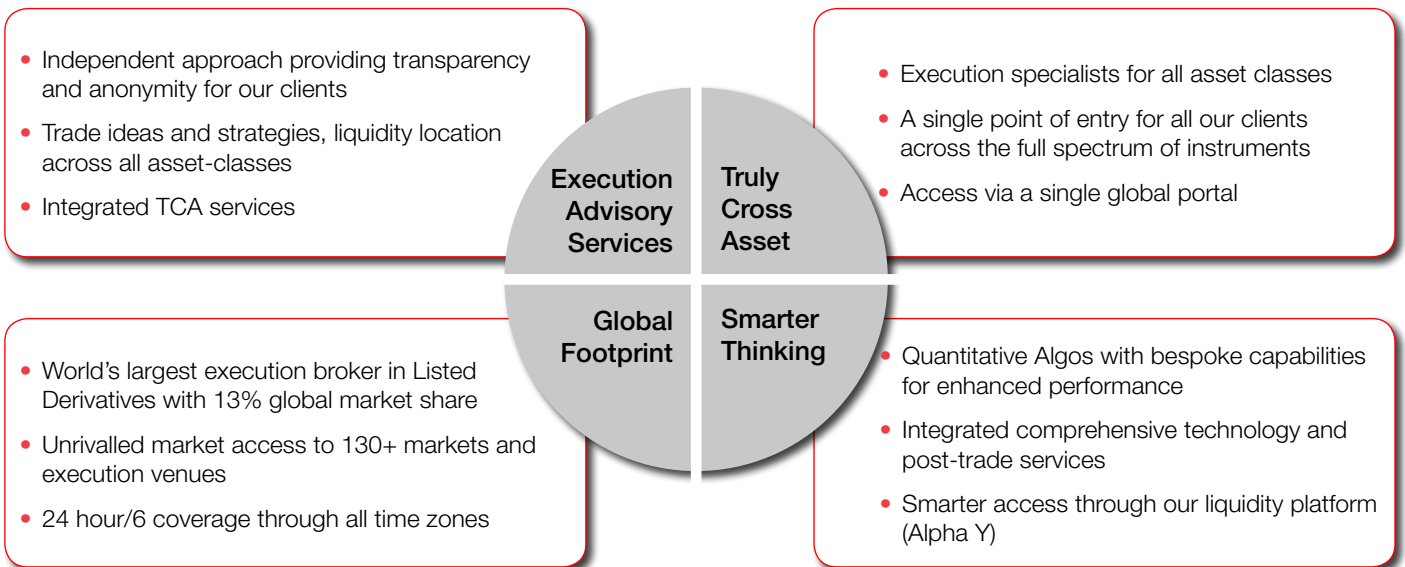 • Independent approach providing transparency
and anonymity for our clients
• Trade ideas and strategies, liquidity location
across all asset-classes
• Integrated TCA services
Execution
Advisory
Services
Truly
Cross
Asset
• Execution specialists for all asset classes
• A single point of entry for all our clients
across the full spectrum of instruments
• Access via a single global portal
• World’s largest execution broker in Listed
Derivatives with 13% global market share
• Unrivalled market access to 130+ markets and
execution venues
• 24 hour/6 coverage through all time zones
Global
Footprint
Smarter
Thinking
• Quantitative Algos with bespoke capabilities
for enhanced performance
• Integrated comprehensive technology and
post-trade services
• Smarter access through our liquidity platform
(Alpha Y)